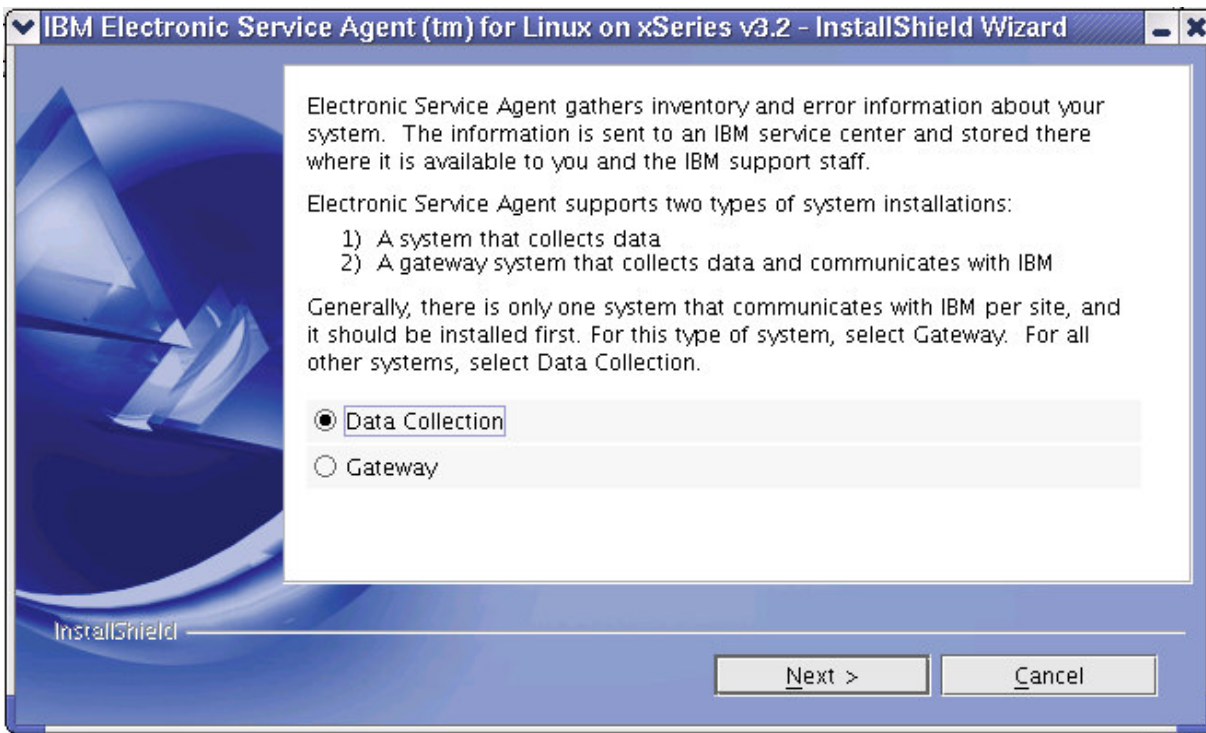 IBM Electronic Service Agent (tm) for Linux on xSeries v3.2 - InstallShield Wizard
Electronic Service Agent gathers inventory and error information about your
system.  The information is sent to an IBM service center and stored there
where it is available to you and the IBM support staff.
Electronic Service Agent supports two types of system installations:
1)  A system that collects data
2)  A gateway system that collects data and communicates with IBM
Generally, there is only one system that communicates with IBM per site, and
it should be installed first. For this type of system, select Gateway.  For all
other systems, select Data Collection.
Data Collection
Gateway
InstallShield
Next >
Cancel